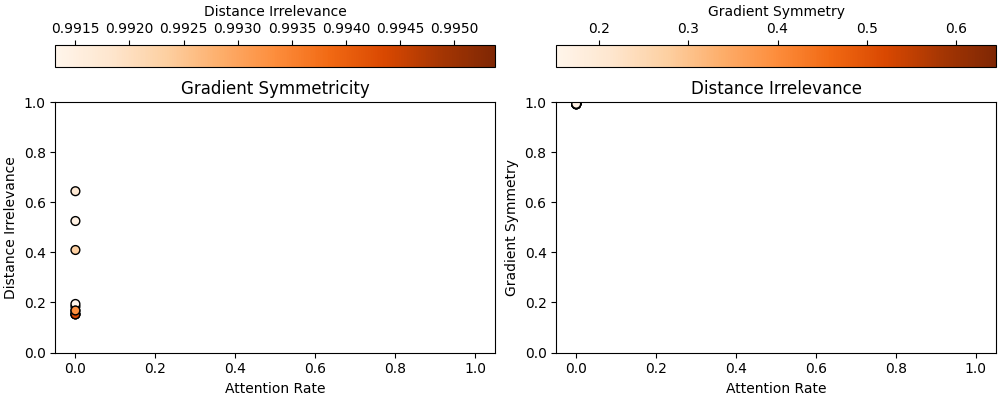 Distance Irrelevance
0.9915 0.9920 0.9925 0.9930 0.9935 0.9940 0.9945 0.9950
Gradient Symmetricity
1.0
0.8
0.6
0.4
0.2
0.0
Distance Irrelevance
0.0 0.2 0.4 0.6 0.8 1.0
Attention Rate
Gradient Symmetry
0.2 0.3 0.4 0.5 0.6
Distance Irrelevance
1.0
0.8
0.6
0.4
0.2
0.0
Gradient Symmetry
0.0 0.2 0.4 0.6 0.8 1.0
Attention Rate